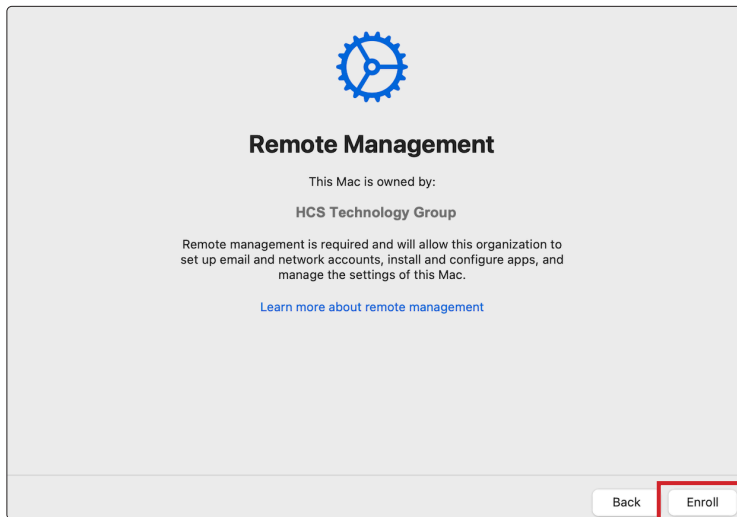 Remote Management
This Mac is owned by:
HCS Technology Group
Remote management is required and will allow this organization to
set up email and network accounts, install and configure apps, and
manage the settings of this Mac.
Learn more about remote management
Back
Enroll